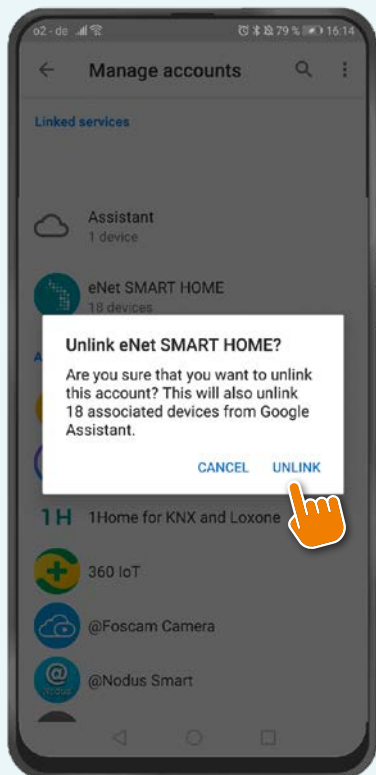 o2 - de 79 % 16:14
Manage accounts
Linked services
Assistant
1 device
eNet SMART HOME
18 devices
A
Unlink eNet SMART HOME?
Are you sure that you want to unlink
this account? This will also unlink
18 associated devices from Google
Assistant.
CANCEL UNLINK
1H 1Home for KNX and Loxone
360 IoT
@Foscam Camera
@ Nodus @Nodus Smart